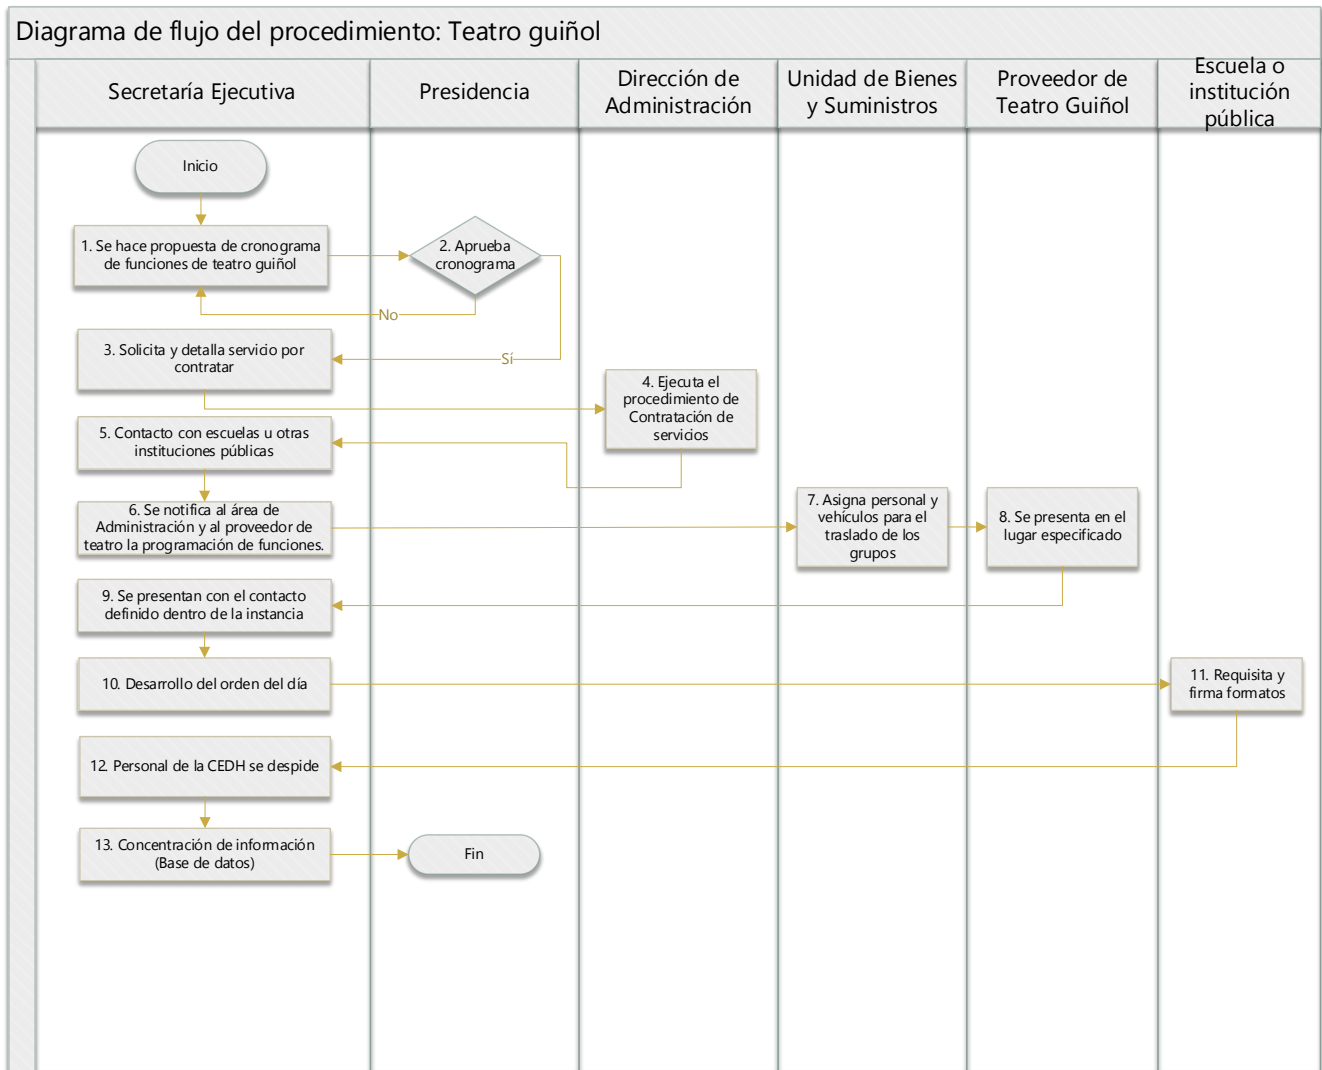 Diagrama de flujo del procedimiento: Teatro guiñol
Secretaría Ejecutiva
Presidencia
Dirección de
Administración
Unidad de Bienes
y Suministros
Proveedor de
Teatro Guiñol
Escuela o
institución
pública
Inicio
1. Se hace propuesta de cronograma
de funciones de teatro guiñol
2. Aprueba
cronograma
No
Sí
3. Solicita y detalla servicio por
contratar
4. Ejecuta el
procedimiento de
Contratación de
servicios
5. Contacto con escuelas u otras
instituciones públicas
6. Se notifica al área de
Administración y al proveedor de
teatro la programación de funciones.
7. Asigna personal y
vehículos para el
traslado de los
grupos
8. Se presenta en el
lugar especificado
9. Se presentan con el contacto
definido dentro de la instancia
10. Desarrollo del orden del día
11. Requisita y
firma formatos
12. Personal de la CEDH se despide
13. Concentración de información
(Base de datos)
Fin